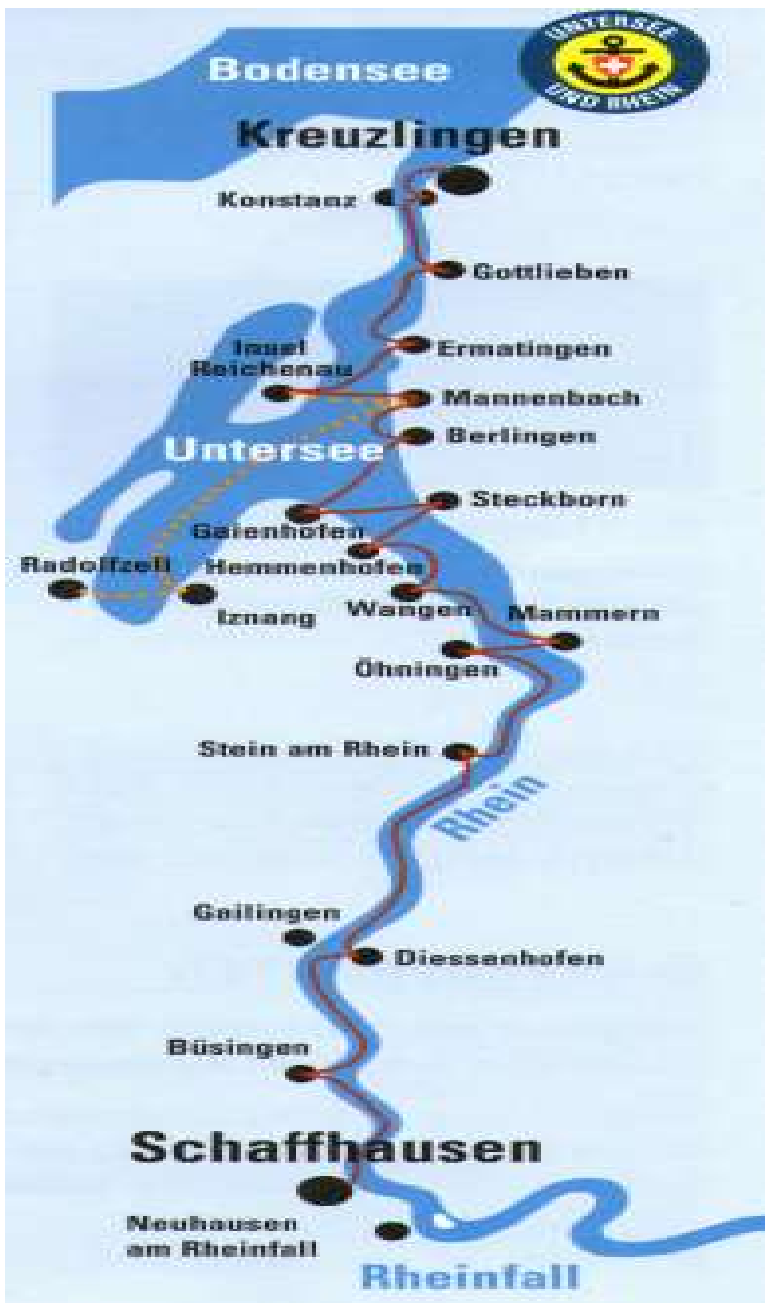 UNTERSEE
UND RHEIN
Bodensee
Kreuzlingen
Konstanz
Gottlieben
Ermatingen
Insel
Reichenau
Mannenbach
Berlingen
Untersee
Steckborn
Gaienhofen
Radolfzell
Hemmenhofen
Iznang
Wangen
Mammern
Öhningen
Stein am Rhein
Rhein
Gailingen
Diessenhofen
Büsingen
Schaffhausen
Neuhausen
am Rheinfall
Rheinfall